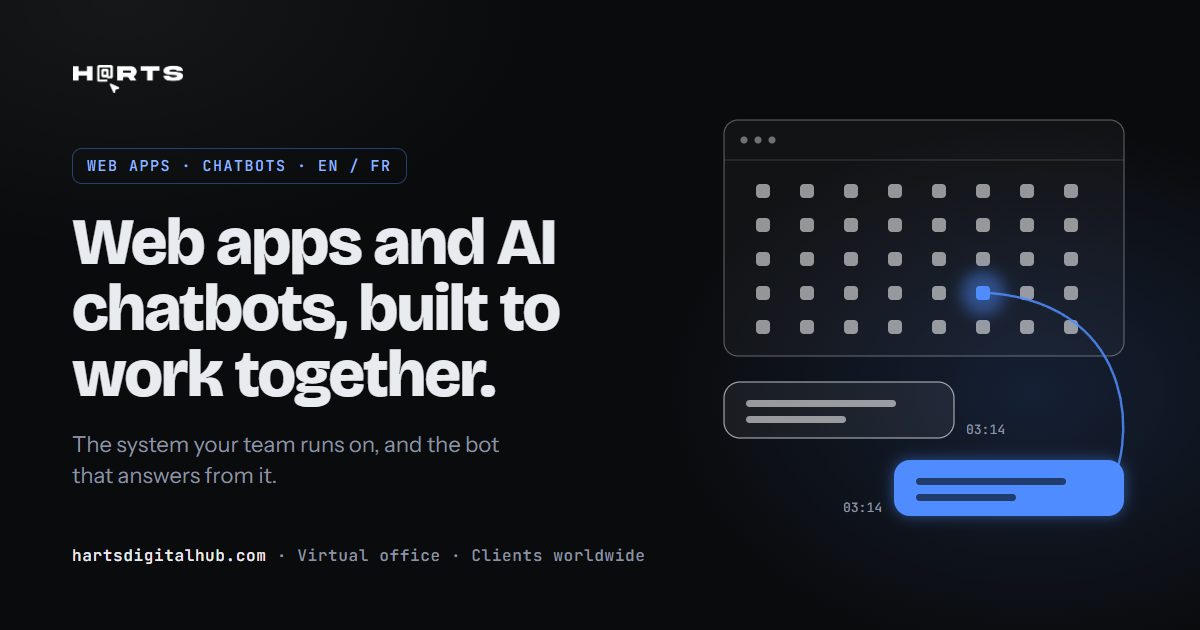 H@RTS
WEB APPS · CHATBOTS · EN / FR
Web apps and AI
chatbots, built to
work together.
The system your team runs on, and the bot
that answers from it.
hartsdigitalhub.com · Virtual office · Clients worldwide
03:14
03:14